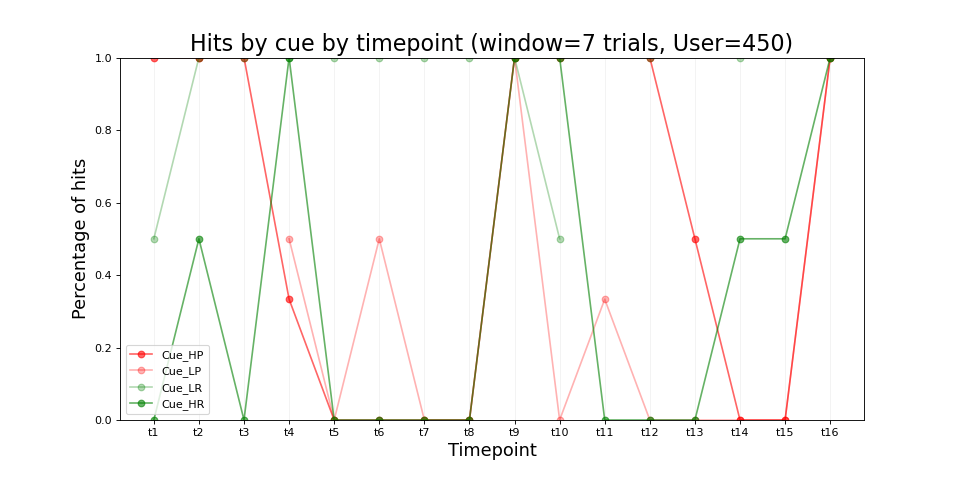 Hits by cue by timepoint (window=7 trials, User=450)
Percentage of hits
1.0
0.8
0.6
0.4
0.2
0.0
Cue_HP
Cue_LP
Cue_LR
Cue_HR
t1 t2 t3 t4 t5 t6 t7 t8 t9 t10 t11 t12 t13 t14 t15 t16
Timepoint